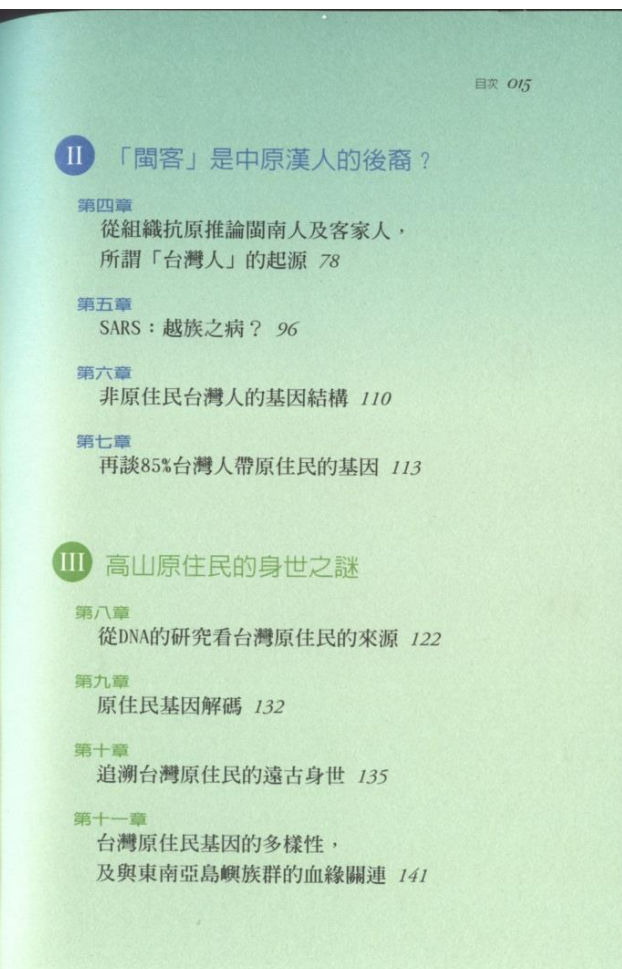 目次 015
II 「閩客」是中原漢人的後裔？
第四章
從組織抗原推論閩南人及客家人，
所謂「台灣人」的起源 78
第五章
SARS：越族之病？ 96
第六章
非原住民台灣人的基因結構 110
第七章
再談85%台灣人帶原住民的基因 113
III 高山原住民的身世之謎
第八章
從DNA的研究看台灣原住民的來源 122
第九章
原住民基因解碼 132
第十章
追溯台灣原住民的遠古身世 135
第十一章
台灣原住民基因的多樣性，
及與東南亞島嶼族群的血緣關連 141